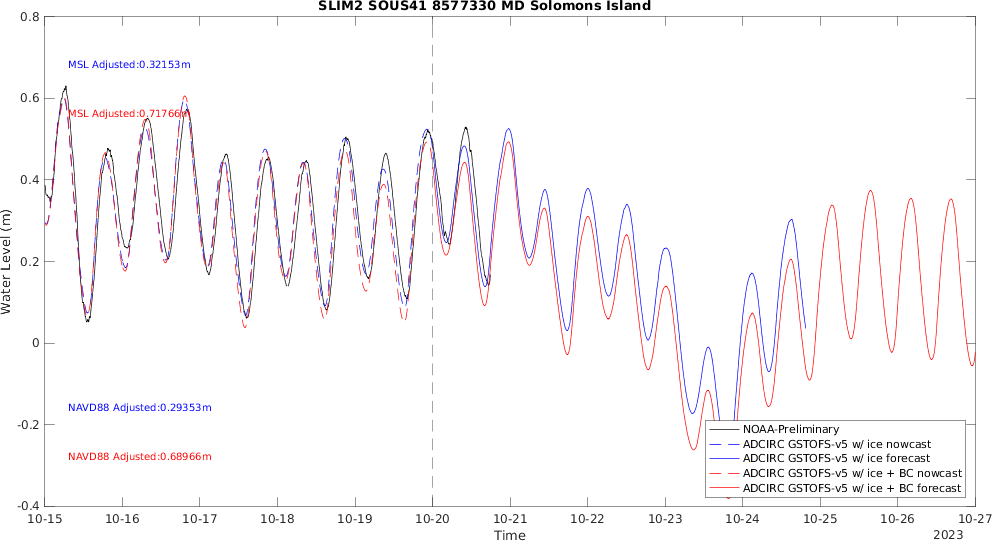 SLIM2 SOUS41 8577330 MD Solomons Island
0.8
0.6
0.4
0.2
0
-0.2
-0.4
Water Level (m)
MSL Adjusted:0.32153m
MSL Adjusted:0.71766m
NAVD88 Adjusted:0.29353m
NAVD88 Adjusted:0.68966m
NOAA-Preliminary
ADCIRC GSTOFS-v5 w/ ice nowcast
ADCIRC GSTOFS-v5 w/ ice forecast
ADCIRC GSTOFS-v5 w/ ice + BC nowcast
ADCIRC GSTOFS-v5 w/ ice + BC forecast
10-15 10-16 10-17 10-18 10-19 10-20 10-21 10-22 10-23 10-24 10-25 10-26 10-27
Time
2023